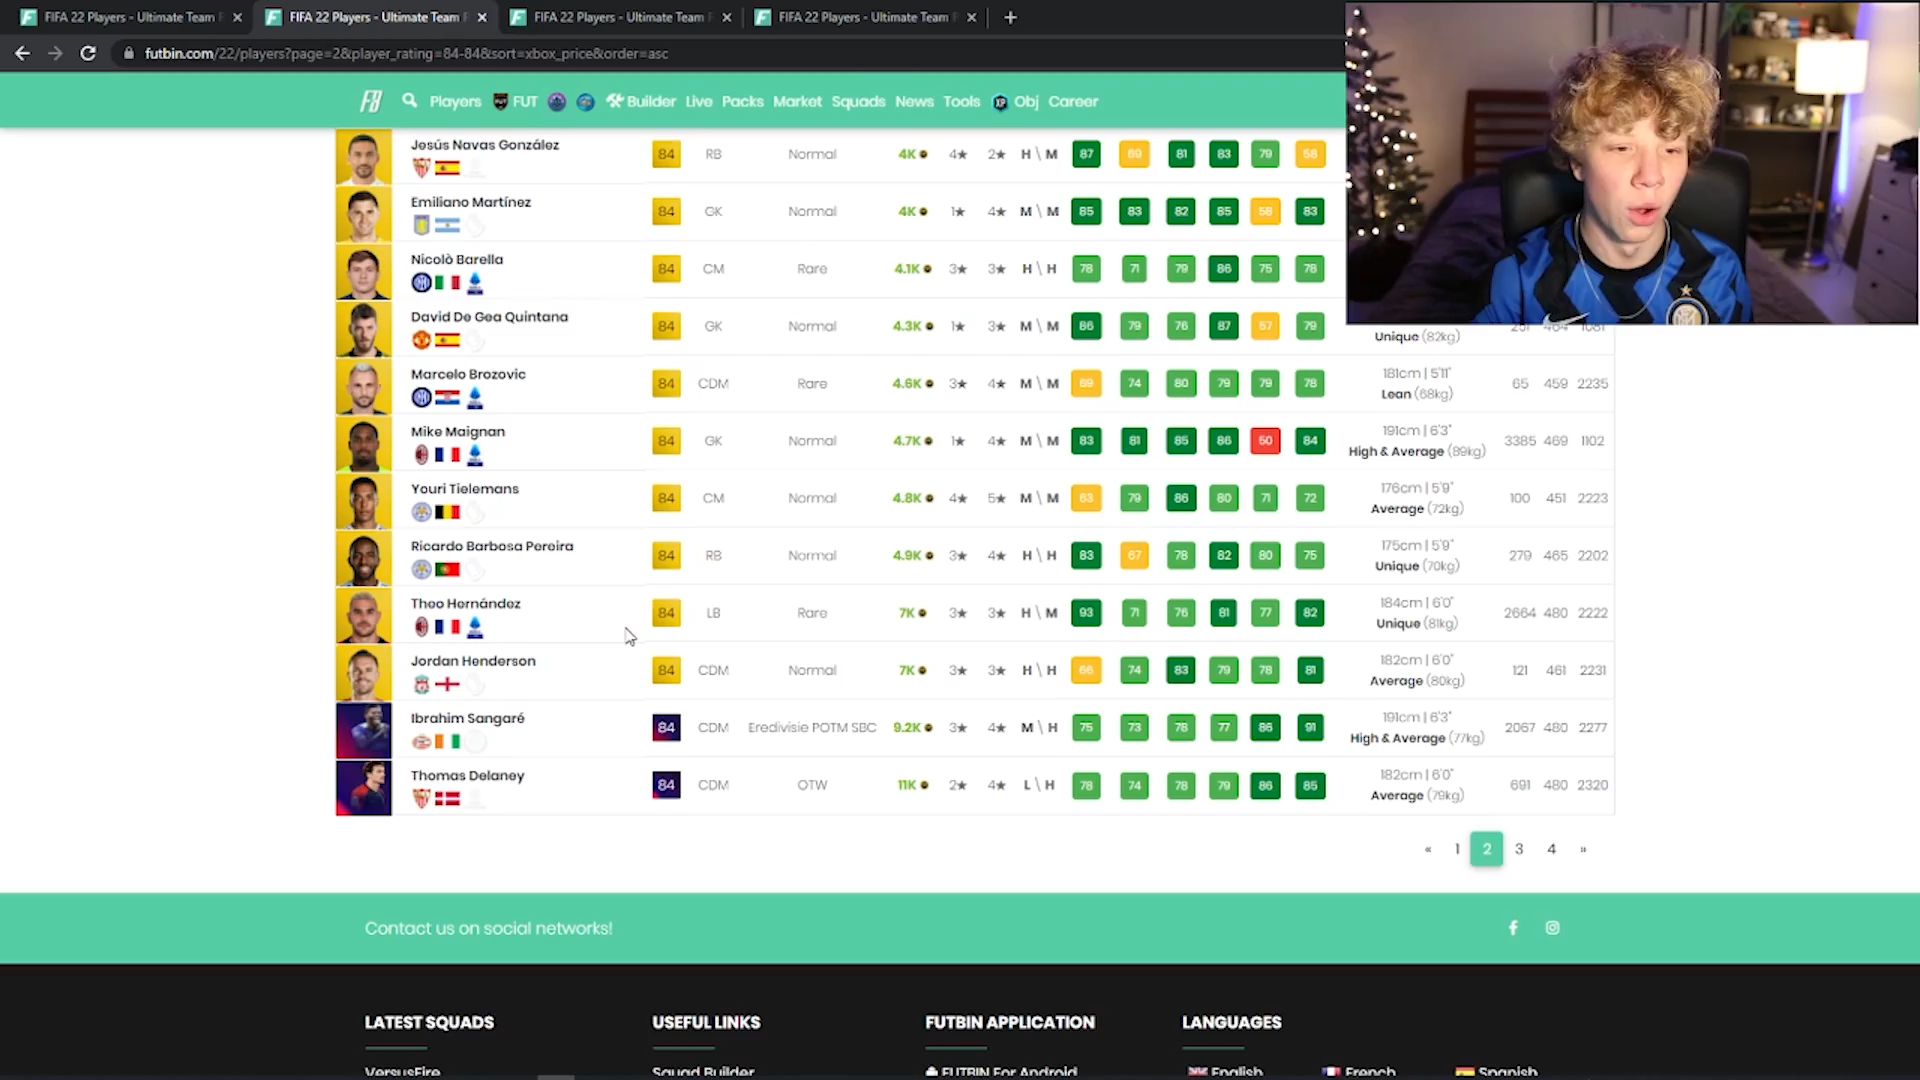 FIFA 22 Players - Ultimate Team
FIFA 22 Players - Ultimate Team
FIFA 22 Players - Ultimate Team
FIFA 22 Players - Ultimate Team
futbin.com/22/players?page=2&player_rating=84-84&sort=xbox_price&order=asc
FB Players FUT Builder Live Packs Market Squads News Tools Obj Career
Jesús Navas González 84 RB Normal 4K 4★ 2★ H \ M 87 69 81 83 79 58
Emiliano Martínez 84 GK Normal 4K 1★ 4★ M \ M 85 83 82 85 58 83
Nicolò Barella 84 CM Rare 4.1K 3★ 3★ H \ H 78 71 79 86 75 78
David De Gea Quintana 84 GK Normal 4.3K 1★ 3★ M \ M 86 79 76 87 57 79 Unique (82kg) 251 464 1081
Marcelo Brozovic 84 CDM Rare 4.6K 3★ 4★ M \ M 69 74 80 79 79 78 181cm | 5'11" Lean (68kg) 65 459 2235
Mike Maignan 84 GK Normal 4.7K 1★ 4★ M \ M 83 81 85 86 50 84 191cm | 6'3" High & Average (89kg) 3385 469 1102
Youri Tielemans 84 CM Normal 4.8K 4★ 5★ M \ M 63 79 86 80 71 72 176cm | 5'9" Average (72kg) 100 451 2223
Ricardo Barbosa Pereira 84 RB Normal 4.9K 3★ 4★ H \ H 83 67 78 82 80 75 175cm | 5'9" Unique (70kg) 279 465 2202
Theo Hernández 84 LB Rare 7K 3★ 3★ H \ M 93 71 76 81 77 82 184cm | 6'0" Unique (81kg) 2664 480 2222
Jordan Henderson 84 CDM Normal 7K 3★ 3★ H \ H 66 74 83 79 78 81 182cm | 6'0" Average (80kg) 121 461 2231
Ibrahim Sangaré 84 CDM Eredivisie POTM SBC 9.2K 3★ 4★ M \ H 75 73 78 77 86 91 191cm | 6'3" High & Average (77kg) 2067 480 2277
Thomas Delaney 84 CDM OTW 11K 2★ 4★ L \ H 78 74 78 79 86 85 182cm | 6'0" Average (79kg) 691 480 2320
« 1 2 3 4 »
Contact us on social networks!
LATEST SQUADS USEFUL LINKS FUTBIN APPLICATION LANGUAGES
VersusFire Squad Builder FUTBIN For Android English French Spanish